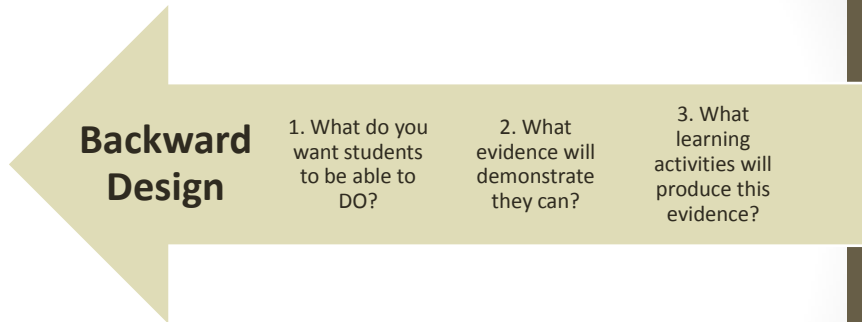 Backward
Design
1. What do you
want students
to be able to
DO?
2. What
evidence will
demonstrate
they can?
3. What
learning
activities will
produce this
evidence?